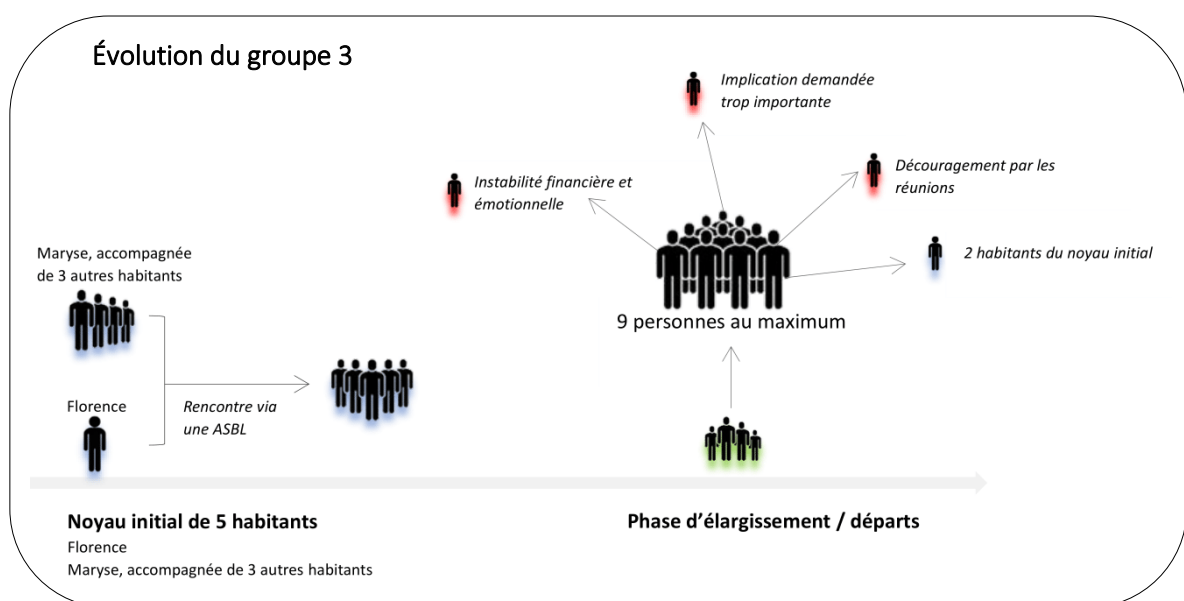 Évolution du groupe 3
Implication demandée
trop importante
Découragement par les
réunions
Instabilité financière et
émotionnelle
2 habitants du noyau initial
Maryse, accompagnée
de 3 autres habitants
9 personnes au maximum
Florence
Rencontre via
une ASBL
Noyau initial de 5 habitants
Florence
Maryse, accompagnée de 3 autres habitants
Phase d'élargissement / départs